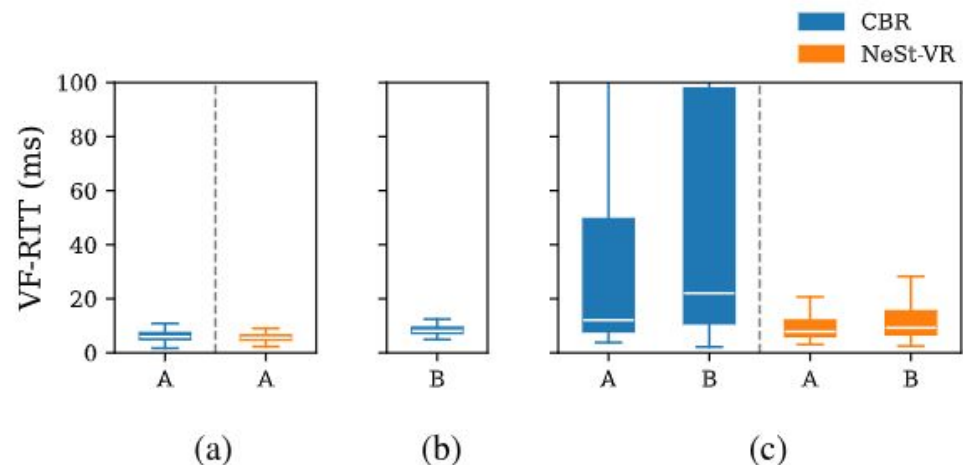 CBR
NeSt-VR
VF-RTT (ms)
100
80
60
40
20
0
A A B A B A B
(a) (b) (c)